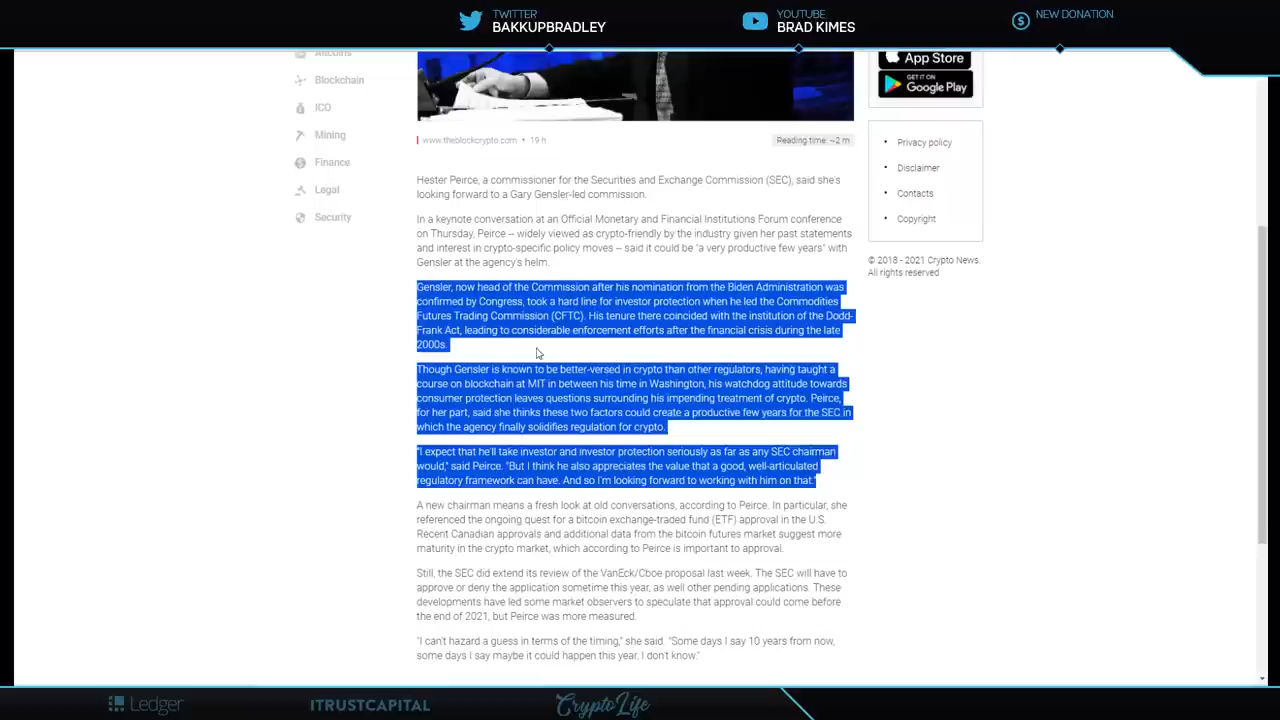 TWITTER
BAKKUPBRADLEY
YOUTUBE
BRAD KIMES
NEW DONATION
Altcoins
Blockchain
ICO
Mining
Finance
Legal
Security
App Store
GET IT ON
Google Play
www.theblockcrypto.com • 19 h
Reading time: ~2 m
Privacy policy
Disclaimer
Contacts
Copyright
© 2018 - 2021 Crypto News.
All rights reserved
Hester Peirce, a commissioner for the Securities and Exchange Commission (SEC), said she's
looking forward to a Gary Gensler-led commission.
In a keynote conversation at an Official Monetary and Financial Institutions Forum conference
on Thursday, Peirce -- widely viewed as crypto-friendly by the industry given her past statements
and interest in crypto-specific policy moves -- said it could be "a very productive few years" with
Gensler at the agency's helm.
Gensler, now head of the Commission after his nomination from the Biden Administration was
confirmed by Congress, took a hard line for investor protection when he led the Commodities
Futures Trading Commission (CFTC). His tenure there coincided with the institution of the Dodd-
Frank Act, leading to considerable enforcement efforts after the financial crisis during the late
2000s.
Though Gensler is known to be better-versed in crypto than other regulators, having taught a
course on blockchain at MIT in between his time in Washington, his watchdog attitude towards
consumer protection leaves questions surrounding his impending treatment of crypto. Peirce,
for her part, said she thinks these two factors could create a productive few years for the SEC in
which the agency finally solidifies regulation for crypto.
"I expect that he'll take investor and investor protection seriously as far as any SEC chairman
would," said Peirce. "But I think he also appreciates the value that a good, well-articulated
regulatory framework can have. And so I'm looking forward to working with him on that."
A new chairman means a fresh look at old conversations, according to Peirce. In particular, she
referenced the ongoing quest for a bitcoin exchange-traded fund (ETF) approval in the U.S.
Recent Canadian approvals and additional data from the bitcoin futures market suggest more
maturity in the crypto market, which according to Peirce is important to approval.
Still, the SEC did extend its review of the VanEck/Cboe proposal last week. The SEC will have to
approve or deny the application sometime this year, as well other pending applications. These
developments have led some market observers to speculate that approval could come before
the end of 2021, but Peirce was more measured.
"I can't hazard a guess in terms of the timing," she said. "Some days I say 10 years from now,
some days I say maybe it could happen this year, I don't know."
Ledger
ITRUSTCAPITAL
CryptoLife